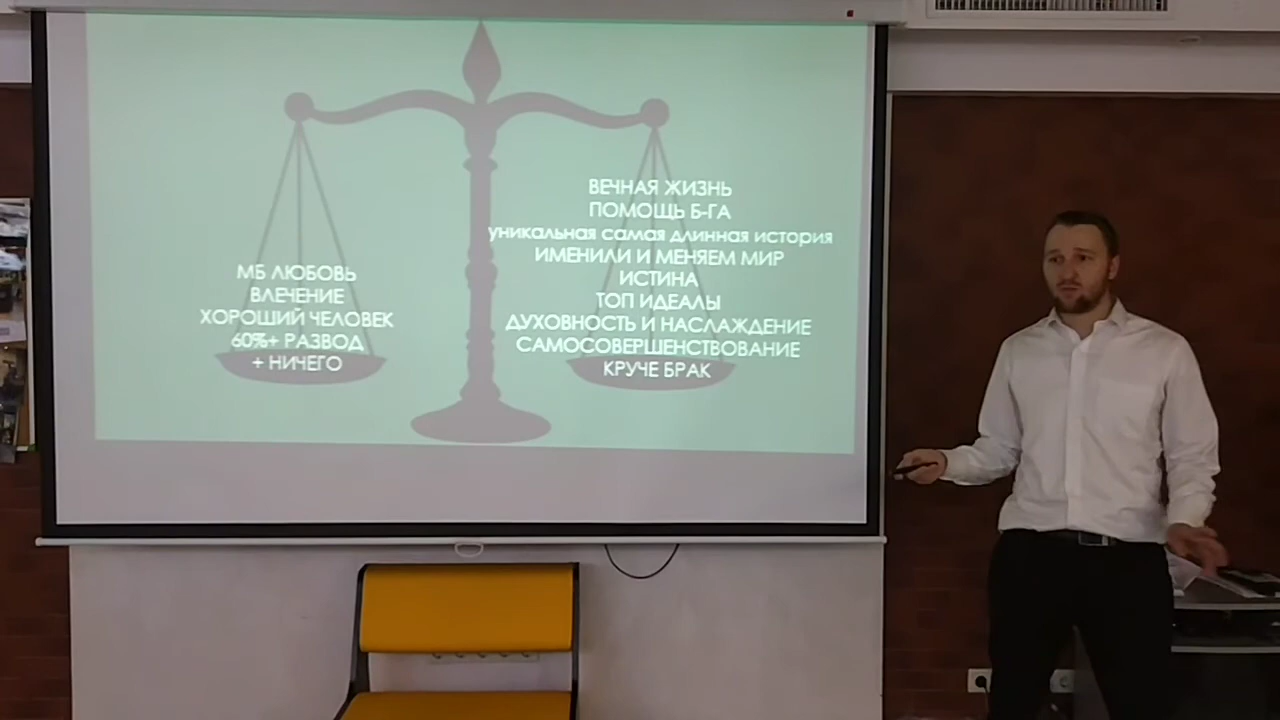 МБ ЛЮБОВЬ
ВЛЕЧЕНИЕ
ХОРОШИЙ ЧЕЛОВЕК
60%+ РАЗВОД
+ НИЧЕГО
ВЕЧНАЯ ЖИЗНЬ
ПОМОЩЬ Б-ГА
уникальная самая длинная история
ИМЕНИЛИ И МЕНЯЕМ МИР
ИСТИНА
ТОП ИДЕАЛЫ
ДУХОВНОСТЬ И НАСЛАЖДЕНИЕ
САМОСОВЕРШЕНСТВОВАНИЕ
КРУЧЕ БРАК